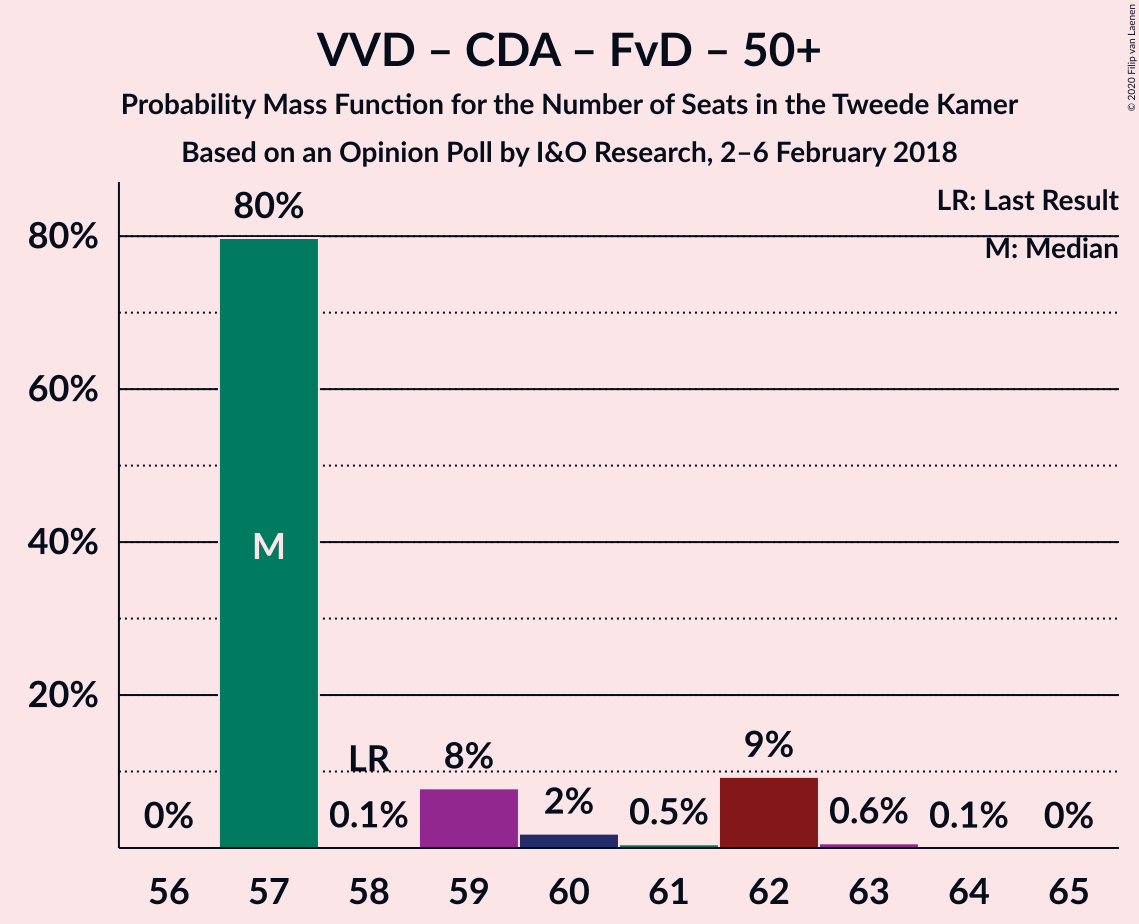 VVD – CDA – FvD – 50+
Probability Mass Function for the Number of Seats in the Tweede Kamer
Based on an Opinion Poll by I&O Research, 2–6 February 2018
© 2020 Filip van Laenen
LR: Last Result
M: Median
80%
60%
40%
20%
0%
80%
M
LR
0.1%
8%
2%
0.5%
9%
0.6%
0.1%
0%
56 57 58 59 60 61 62 63 64 65